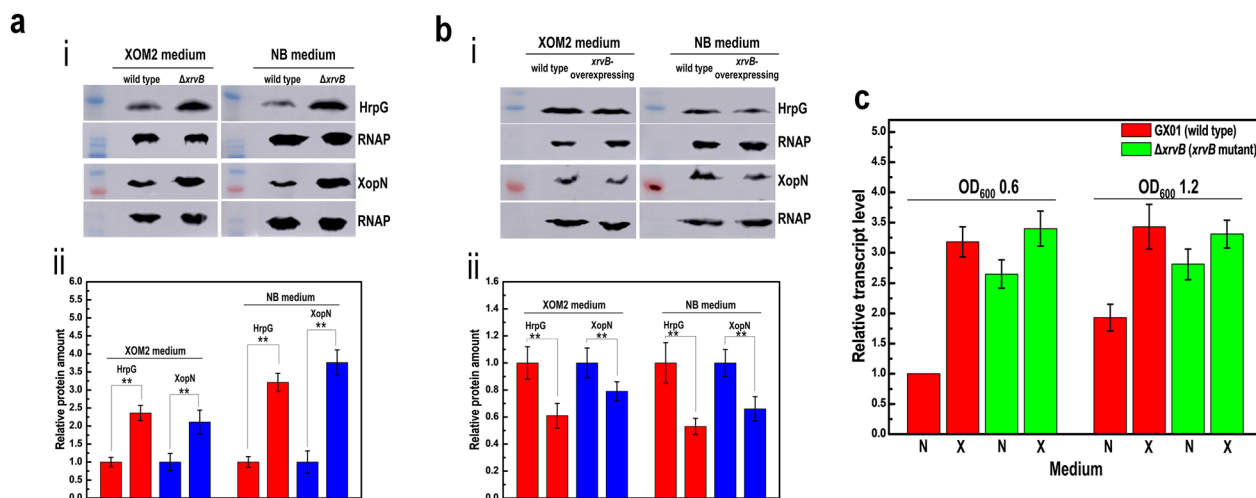 a
i
XOM2 medium NB medium
wild type ΔxrvB wild type ΔxrvB
HrpG
RNAP
XopN
RNAP
ii
Relative protein amount
6.0
5.5
5.0
4.5
4.0
3.5
3.0
2.5
2.0
1.5
1.0
0.5
0.0
XOM2 medium
HrpG
**
XopN
**
NB medium
HrpG
**
XopN
**
b
i
XOM2 medium NB medium
wild type xrvB-overexpressing wild type xrvB-overexpressing
HrpG
RNAP
XopN
RNAP
ii
Relative protein amount
1.6
1.4
1.2
1.0
0.8
0.6
0.4
0.2
0.0
XOM2 medium
HrpG
**
XopN
**
NB medium
HrpG
**
XopN
**
c
Relative transcript level
5.0
4.5
4.0
3.5
3.0
2.5
2.0
1.5
1.0
0.5
0.0
GX01 (wild type)
ΔxrvB (xrvB mutant)
OD600 0.6 OD600 1.2
N X N X N X N X
Medium